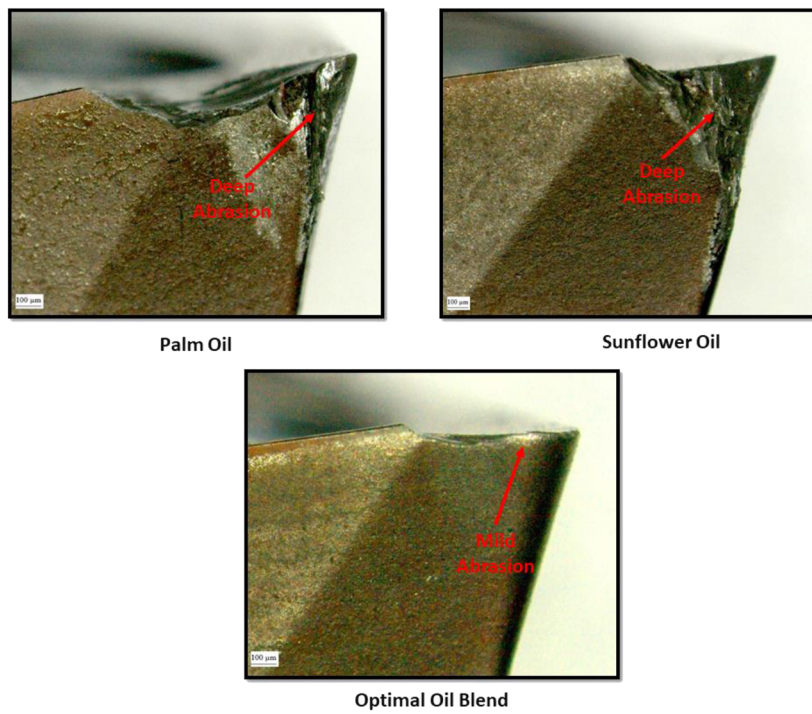 Deep
Abrasion
100 µm
Palm Oil
Deep
Abrasion
100 µm
Sunflower Oil
Mild
Abrasion
100 µm
Optimal Oil Blend